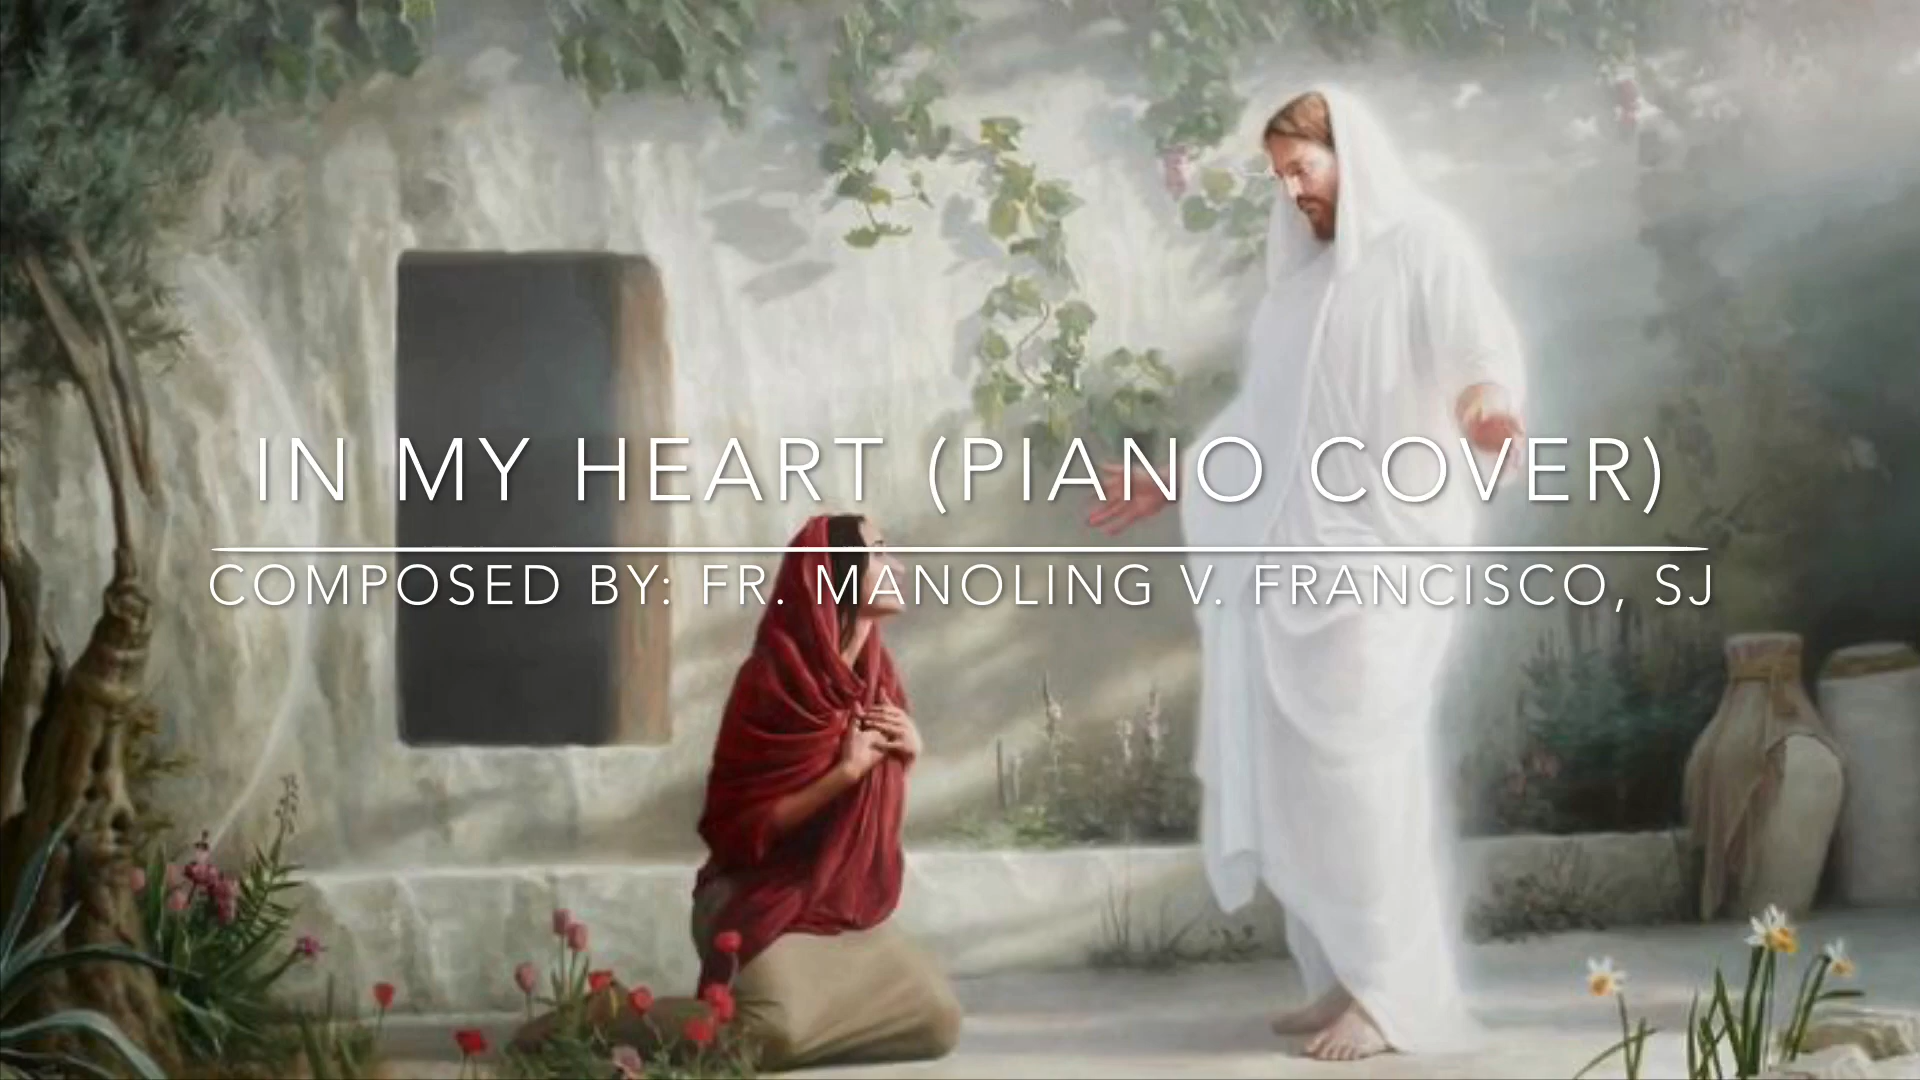 IN MY HEART (PIANO COVER)
COMPOSED BY: FR. MANOLING V. FRANCISCO, SJ